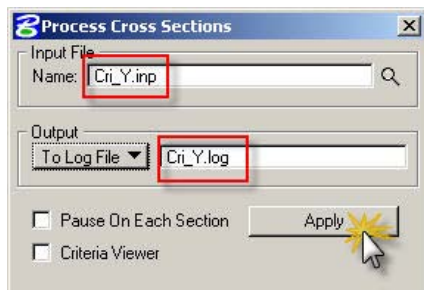 Process Cross Sections
Input File
Name: Cri_Y.inp
Output
To Log File Cri_Y.log
Pause On Each Section Apply
Criteria Viewer